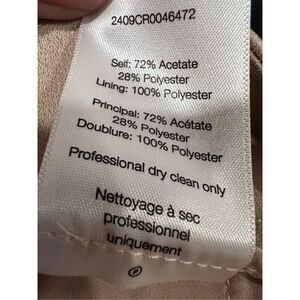 2409CR0046472
Self: 72% Acetate
28% Polyester
Lining: 100% Polyester
Principal: 72% Acétate
28% Polyester
Doublure: 100% Polyester
Professional dry clean only
Nettoyage à sec
professionnel
uniquement
P